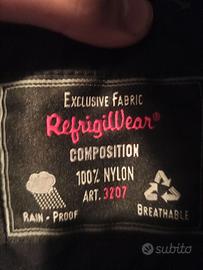 EXCLUSIVE FABRIC
RefrigiWear®
COMPOSITION
100% NYLON
ART. 3207
RAIN-PROOF
BREATHABLE
subito